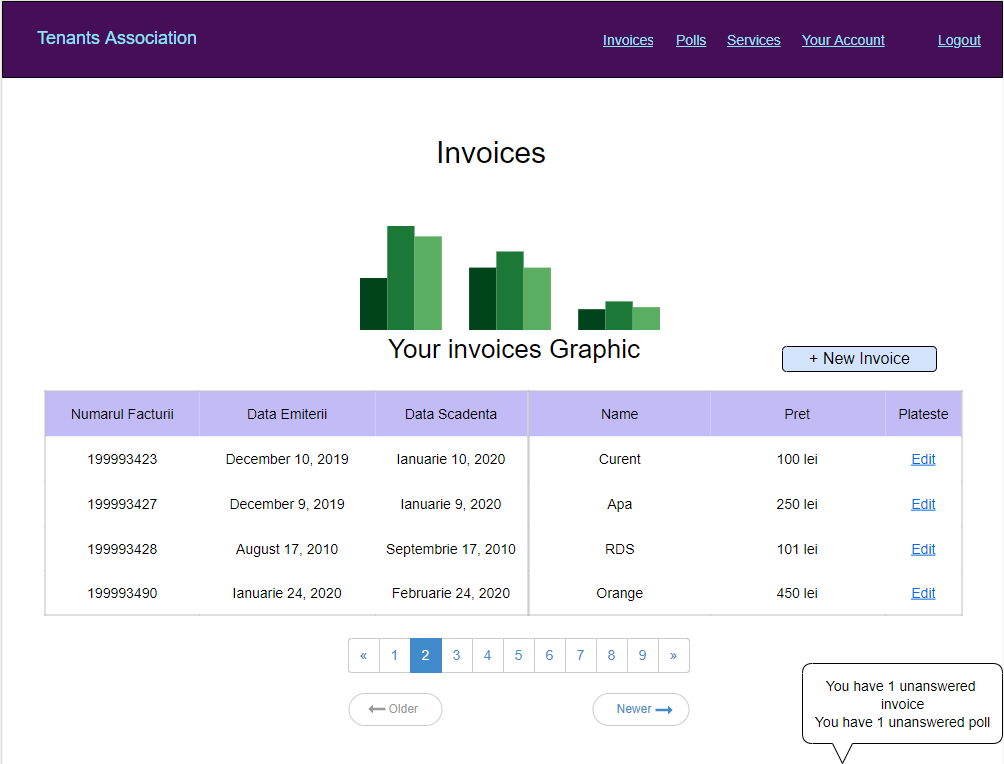 Tenants Association
Invoices Polls Services Your Account Logout
Invoices
Your invoices Graphic
+ New Invoice
Numarul Facturii Data Emiterii Data Scadenta Name Pret Plateste
199993423 December 10, 2019 Ianuarie 10, 2020 Curent 100 lei Edit
199993427 December 9, 2019 Ianuarie 9, 2020 Apa 250 lei Edit
199993428 August 17, 2010 Septembrie 17, 2010 RDS 101 lei Edit
199993490 Ianuarie 24, 2020 Februarie 24, 2020 Orange 450 lei Edit
« 1 2 3 4 5 6 7 8 9 »
Older Newer
You have 1 unanswered
invoice
You have 1 unanswered poll